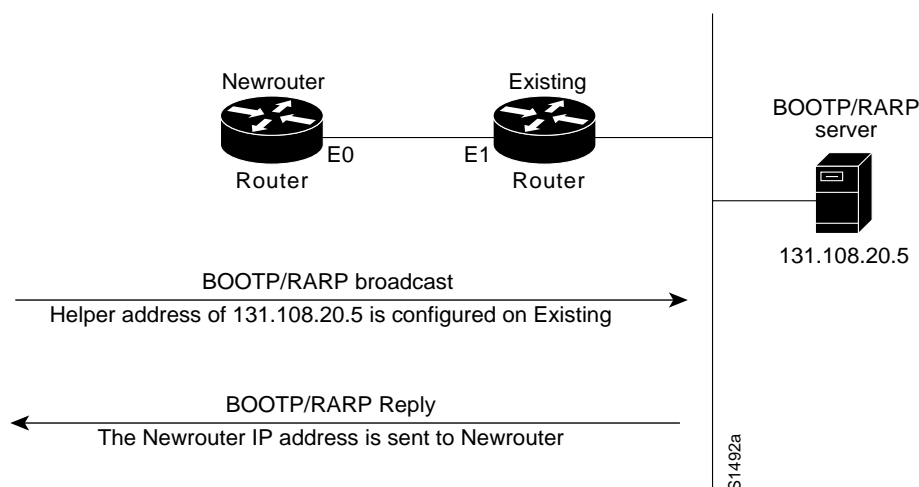 Newrouter
Existing
BOOTP/RARP
server
E0
E1
Router
Router
131.108.20.5
BOOTP/RARP broadcast
Helper address of 131.108.20.5 is configured on Existing
BOOTP/RARP Reply
The Newrouter IP address is sent to Newrouter
S1492a